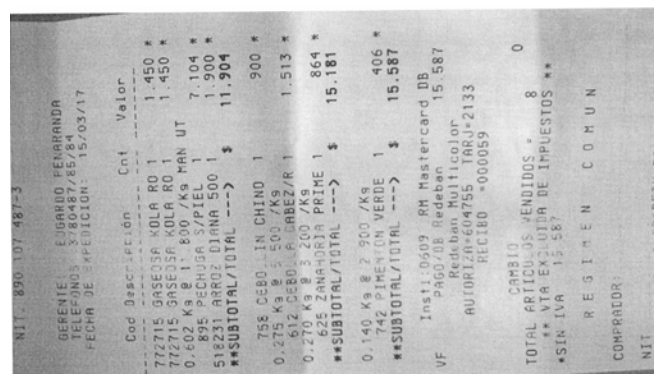 NIT. 890 107 487-3
GERENTE: EDGARDO PENARANDA
TELEFONOS: 3780487/85/84
FECHA DE EXPEDICION: 15/03/17
Cod Descripción Cnt Valor
772715 GASEOSA KOLA RO 1 1.450 *
772715 GASEOSA KOLA RO 1 1.450 *
0.602 Kg @ 11 800 /Kg MAN UT
895 PECHUGA S/PIEL 1 7.104 *
518231 ARROZ DIANA 500 1 1.900 *
**SUBTOTAL/TOTAL ---> $ 11.904
758 CEBOLLIN CHINO 1 900 *
0.275 Kg @ 5 500 /Kg
612 CEBOLLA CABEZ/R 1 1.513 *
0.270 Kg @ 3 200 /Kg
625 ZANAHORIA PRIME 1 864 *
**SUBTOTAL/TOTAL ---> $ 15.181
0.140 Kg @ 2 900 /Kg
742 PIMENTON VERDE 1 406 *
**SUBTOTAL/TOTAL ---> $ 15.587
Insti:0609 RM Mastercard DB
VF PAGO/DB Redeban 15.587
Redeban Multicolor
AUTORIZA=604755 TARJ=2133
RECIBO =000059
CAMBIO 0
TOTAL ARTICULOS VENDIDOS = 8
** VTA EXCLUIDA DE IMPUESTOS **
*SIN IVA 15.587
R E G I M E N C O M U N
COMPRADOR:
NIT